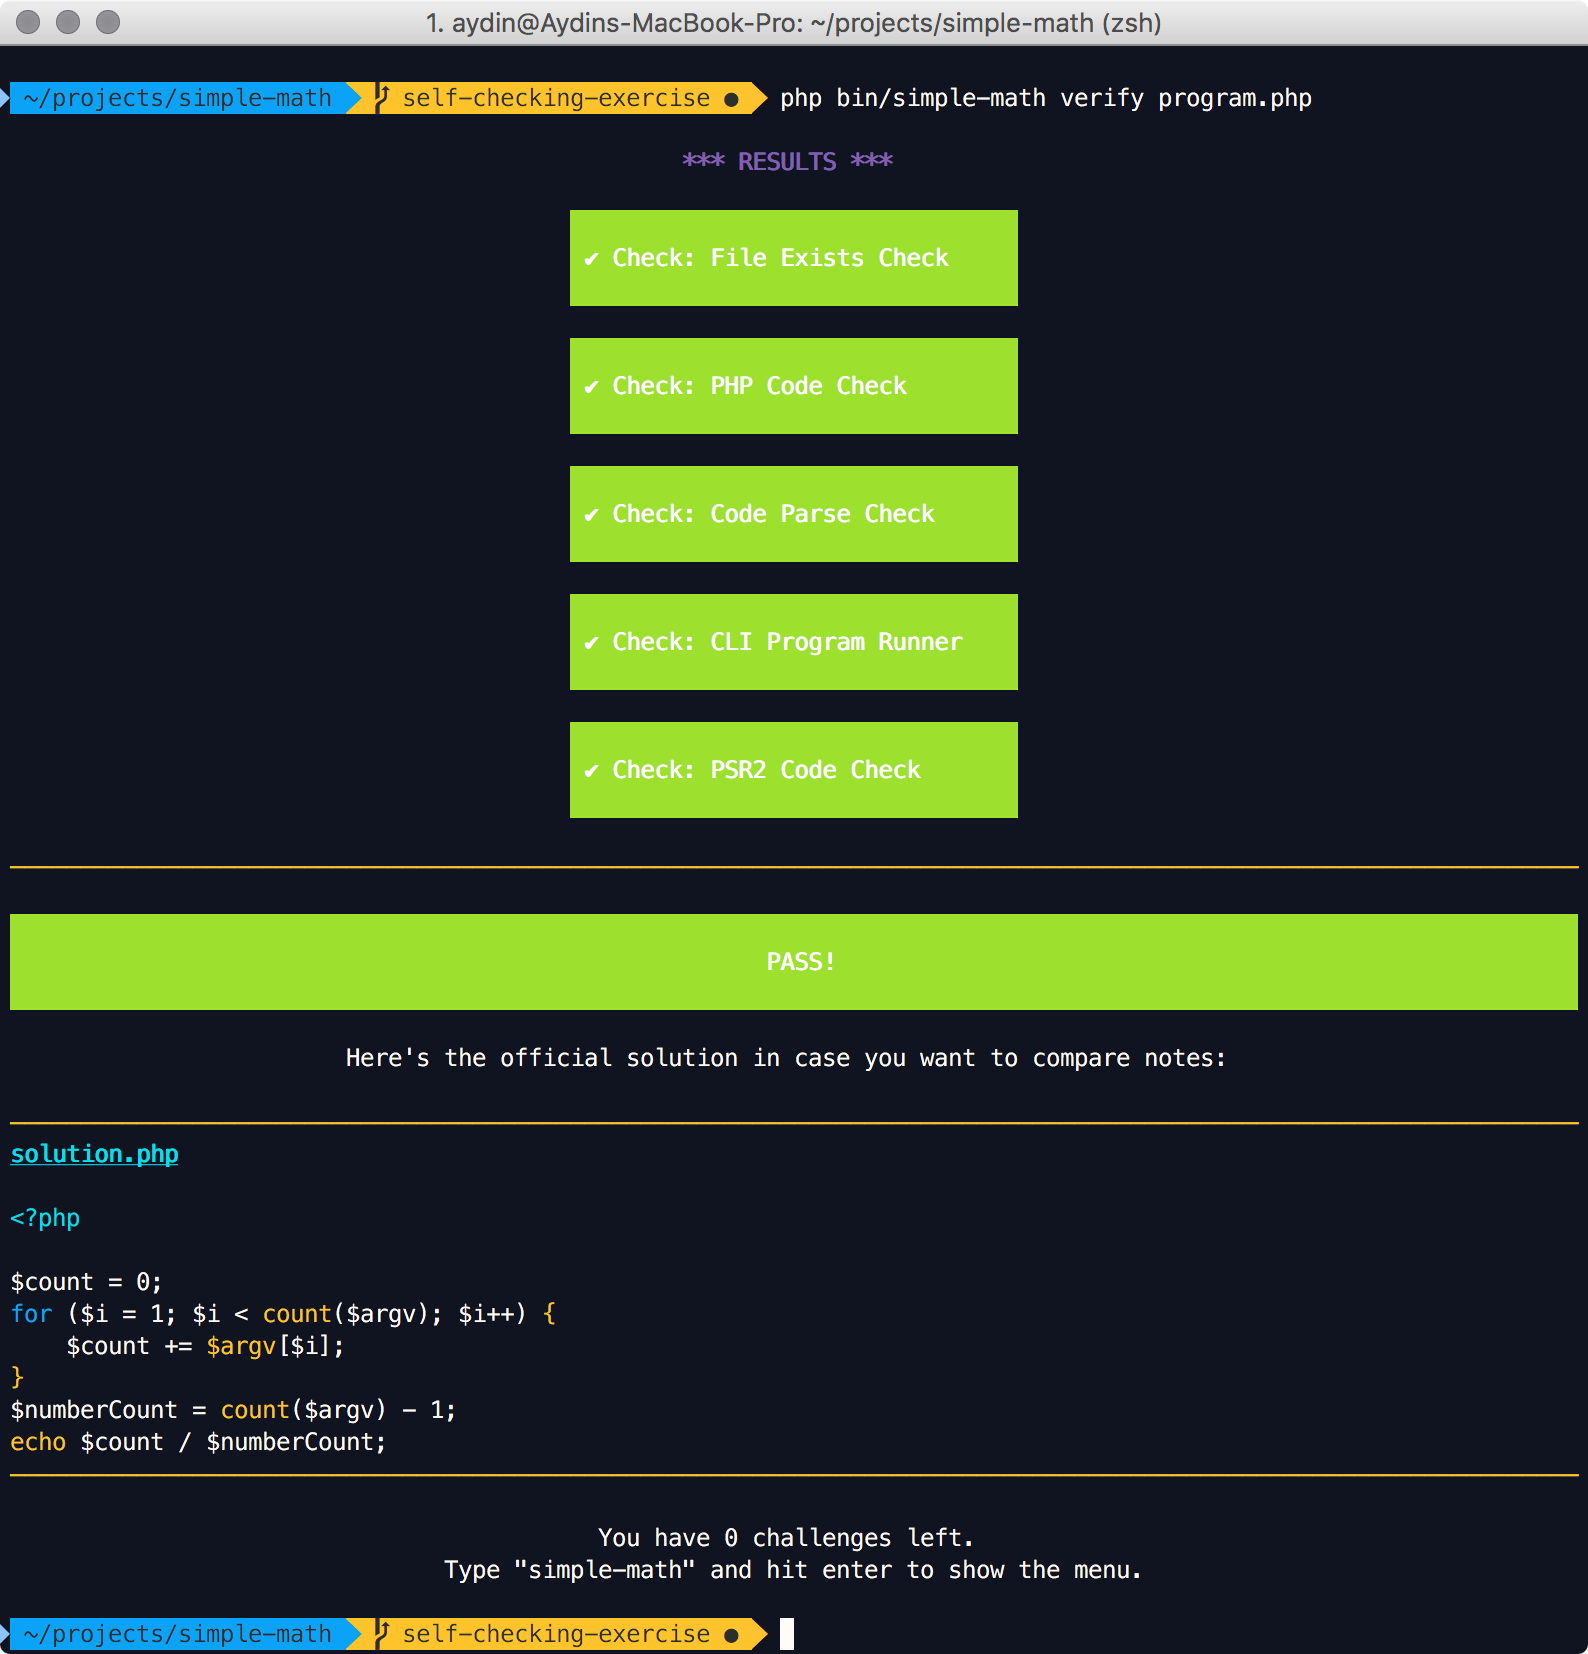 1. aydin@Aydins-MacBook-Pro: ~/projects/simple-math (zsh)
~/projects/simple-math self-checking-exercise ● php bin/simple-math verify program.php
*** RESULTS ***
✔ Check: File Exists Check
✔ Check: PHP Code Check
✔ Check: Code Parse Check
✔ Check: CLI Program Runner
✔ Check: PSR2 Code Check
PASS!
Here's the official solution in case you want to compare notes:
solution.php
<?php
$count = 0;
for ($i = 1; $i < count($argv); $i++) {
    $count += $argv[$i];
}
$numberCount = count($argv) - 1;
echo $count / $numberCount;
You have 0 challenges left.
Type "simple-math" and hit enter to show the menu.
~/projects/simple-math self-checking-exercise ●